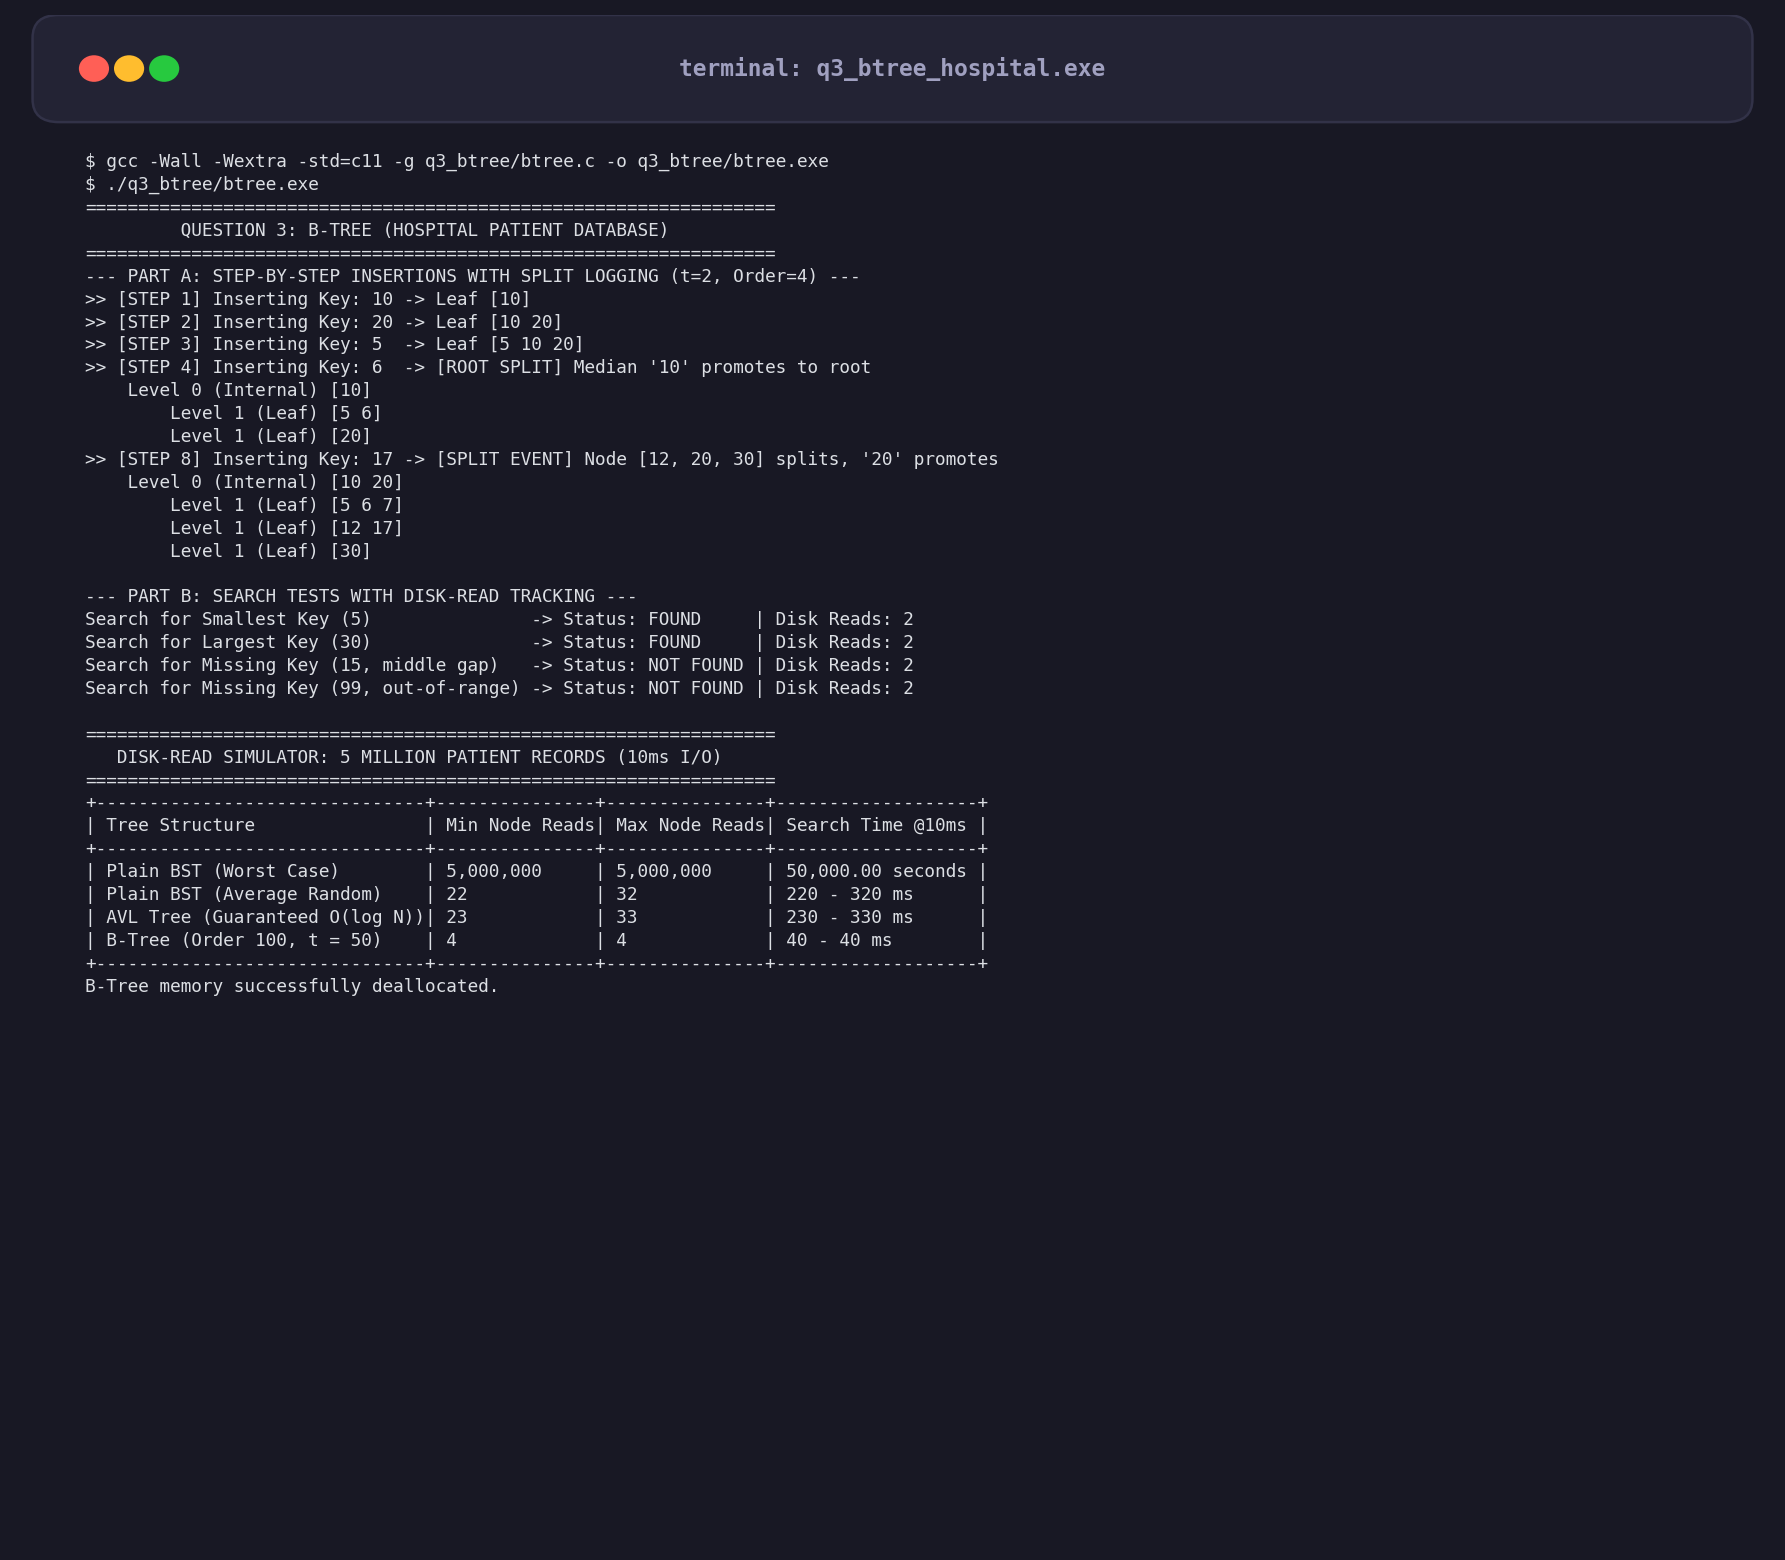 terminal: q3_btree_hospital.exe
$ gcc -Wall -Wextra -std=c11 -g q3_btree/btree.c -o q3_btree/btree.exe
$ ./q3_btree/btree.exe
=================================================================
         QUESTION 3: B-TREE (HOSPITAL PATIENT DATABASE)
=================================================================
--- PART A: STEP-BY-STEP INSERTIONS WITH SPLIT LOGGING (t=2, Order=4) ---
>> [STEP 1] Inserting Key: 10 -> Leaf [10]
>> [STEP 2] Inserting Key: 20 -> Leaf [10 20]
>> [STEP 3] Inserting Key: 5  -> Leaf [5 10 20]
>> [STEP 4] Inserting Key: 6  -> [ROOT SPLIT] Median '10' promotes to root
    Level 0 (Internal) [10]
        Level 1 (Leaf) [5 6]
        Level 1 (Leaf) [20]
>> [STEP 8] Inserting Key: 17 -> [SPLIT EVENT] Node [12, 20, 30] splits, '20' promotes
    Level 0 (Internal) [10 20]
        Level 1 (Leaf) [5 6 7]
        Level 1 (Leaf) [12 17]
        Level 1 (Leaf) [30]

--- PART B: SEARCH TESTS WITH DISK-READ TRACKING ---
Search for Smallest Key (5)               -> Status: FOUND     | Disk Reads: 2
Search for Largest Key (30)               -> Status: FOUND     | Disk Reads: 2
Search for Missing Key (15, middle gap)   -> Status: NOT FOUND | Disk Reads: 2
Search for Missing Key (99, out-of-range) -> Status: NOT FOUND | Disk Reads: 2

=================================================================
   DISK-READ SIMULATOR: 5 MILLION PATIENT RECORDS (10ms I/O)
=================================================================
+-------------------------------+---------------+---------------+-------------------+
| Tree Structure                | Min Node Reads| Max Node Reads| Search Time @10ms |
+-------------------------------+---------------+---------------+-------------------+
| Plain BST (Worst Case)        | 5,000,000     | 5,000,000     | 50,000.00 seconds |
| Plain BST (Average Random)    | 22            | 32            | 220 - 320 ms      |
| AVL Tree (Guaranteed O(log N))| 23            | 33            | 230 - 330 ms      |
| B-Tree (Order 100, t = 50)    | 4             | 4             | 40 - 40 ms        |
+-------------------------------+---------------+---------------+-------------------+
B-Tree memory successfully deallocated.